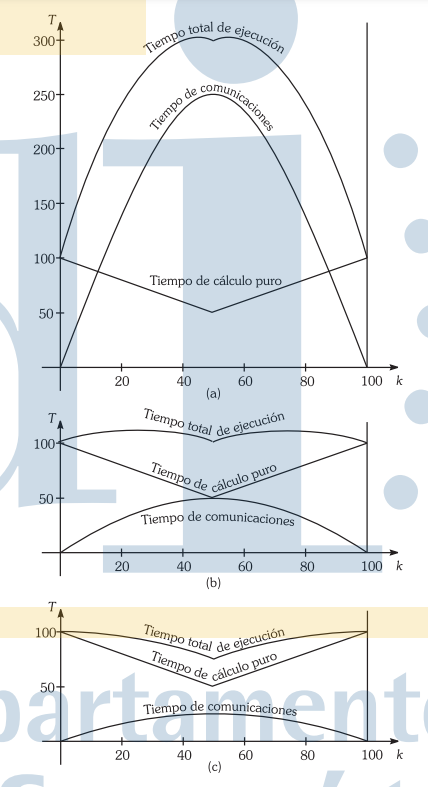 T
Tiempo total de ejecución
300
250
Tiempo de comunicaciones
200
150
100
Tiempo de cálculo puro
50
20 40 60 80 100 k
(a)
T
Tiempo total de ejecución
100
Tiempo de cálculo puro
50
Tiempo de comunicaciones
20 40 60 80 100 k
(b)
T
100
Tiempo total de ejecución
Tiempo de cálculo puro
50
Tiempo de comunicaciones
20 40 60 80 100 k
(c)